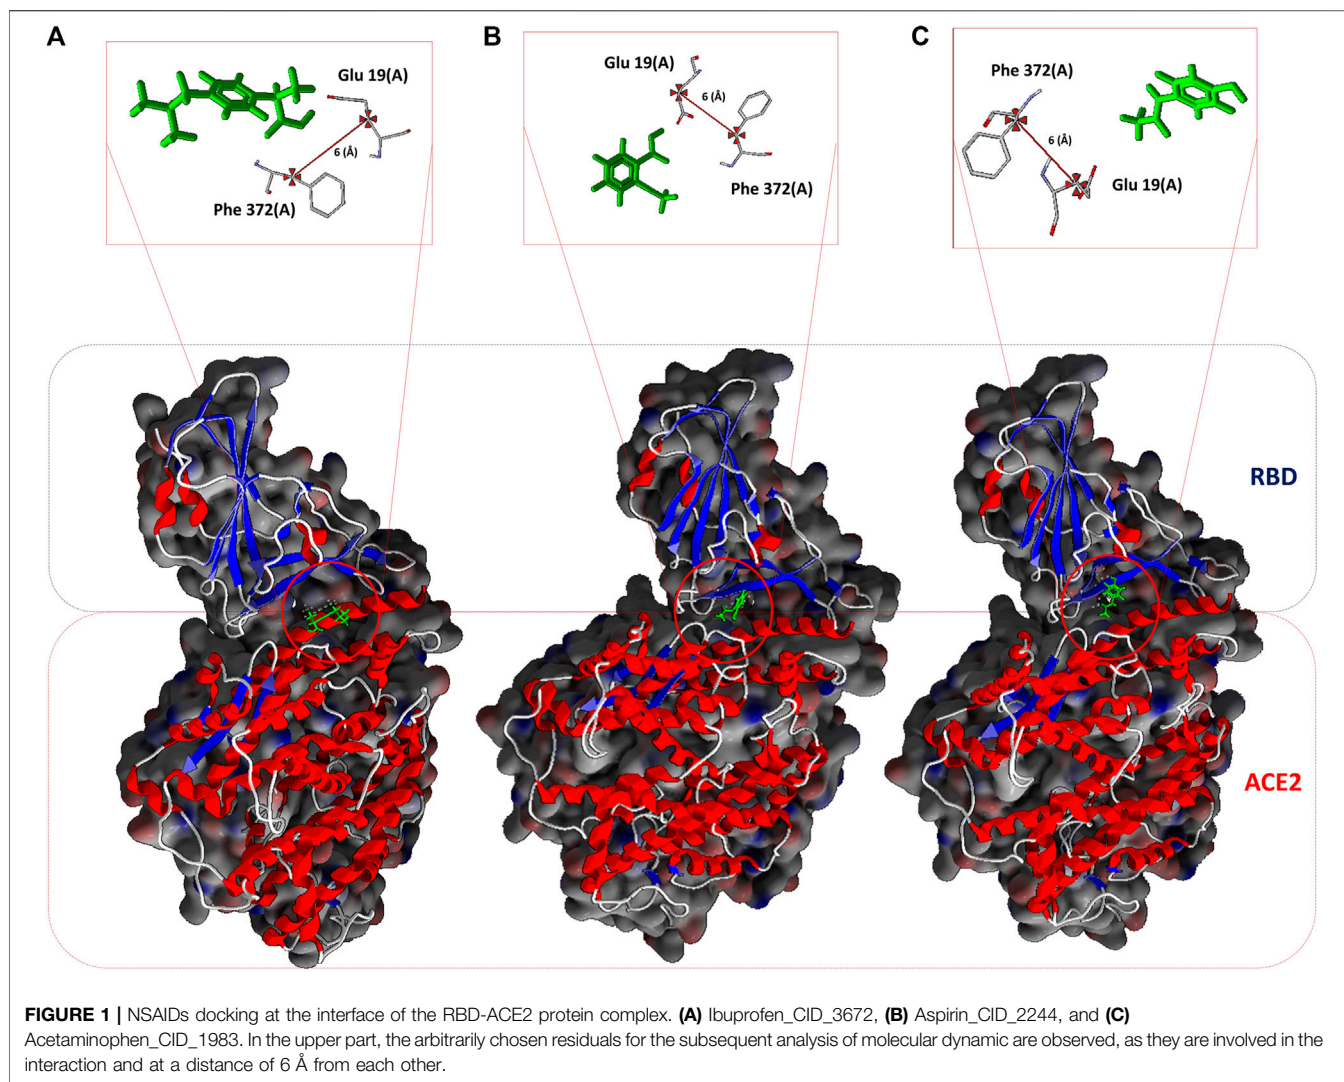 A
B
C
Glu 19(A)
6 (Å)
Phe 372(A)
Glu 19(A)
6 (Å)
Phe 372(A)
Phe 372(A)
6 (Å)
Glu 19(A)
RBD
ACE2
FIGURE 1 | NSAIDs docking at the interface of the RBD-ACE2 protein complex. (A) Ibuprofen_CID_3672, (B) Aspirin_CID_2244, and (C)
Acetaminophen_CID_1983. In the upper part, the arbitrarily chosen residuals for the subsequent analysis of molecular dynamic are observed, as they are involved in the
interaction and at a distance of 6 Å from each other.